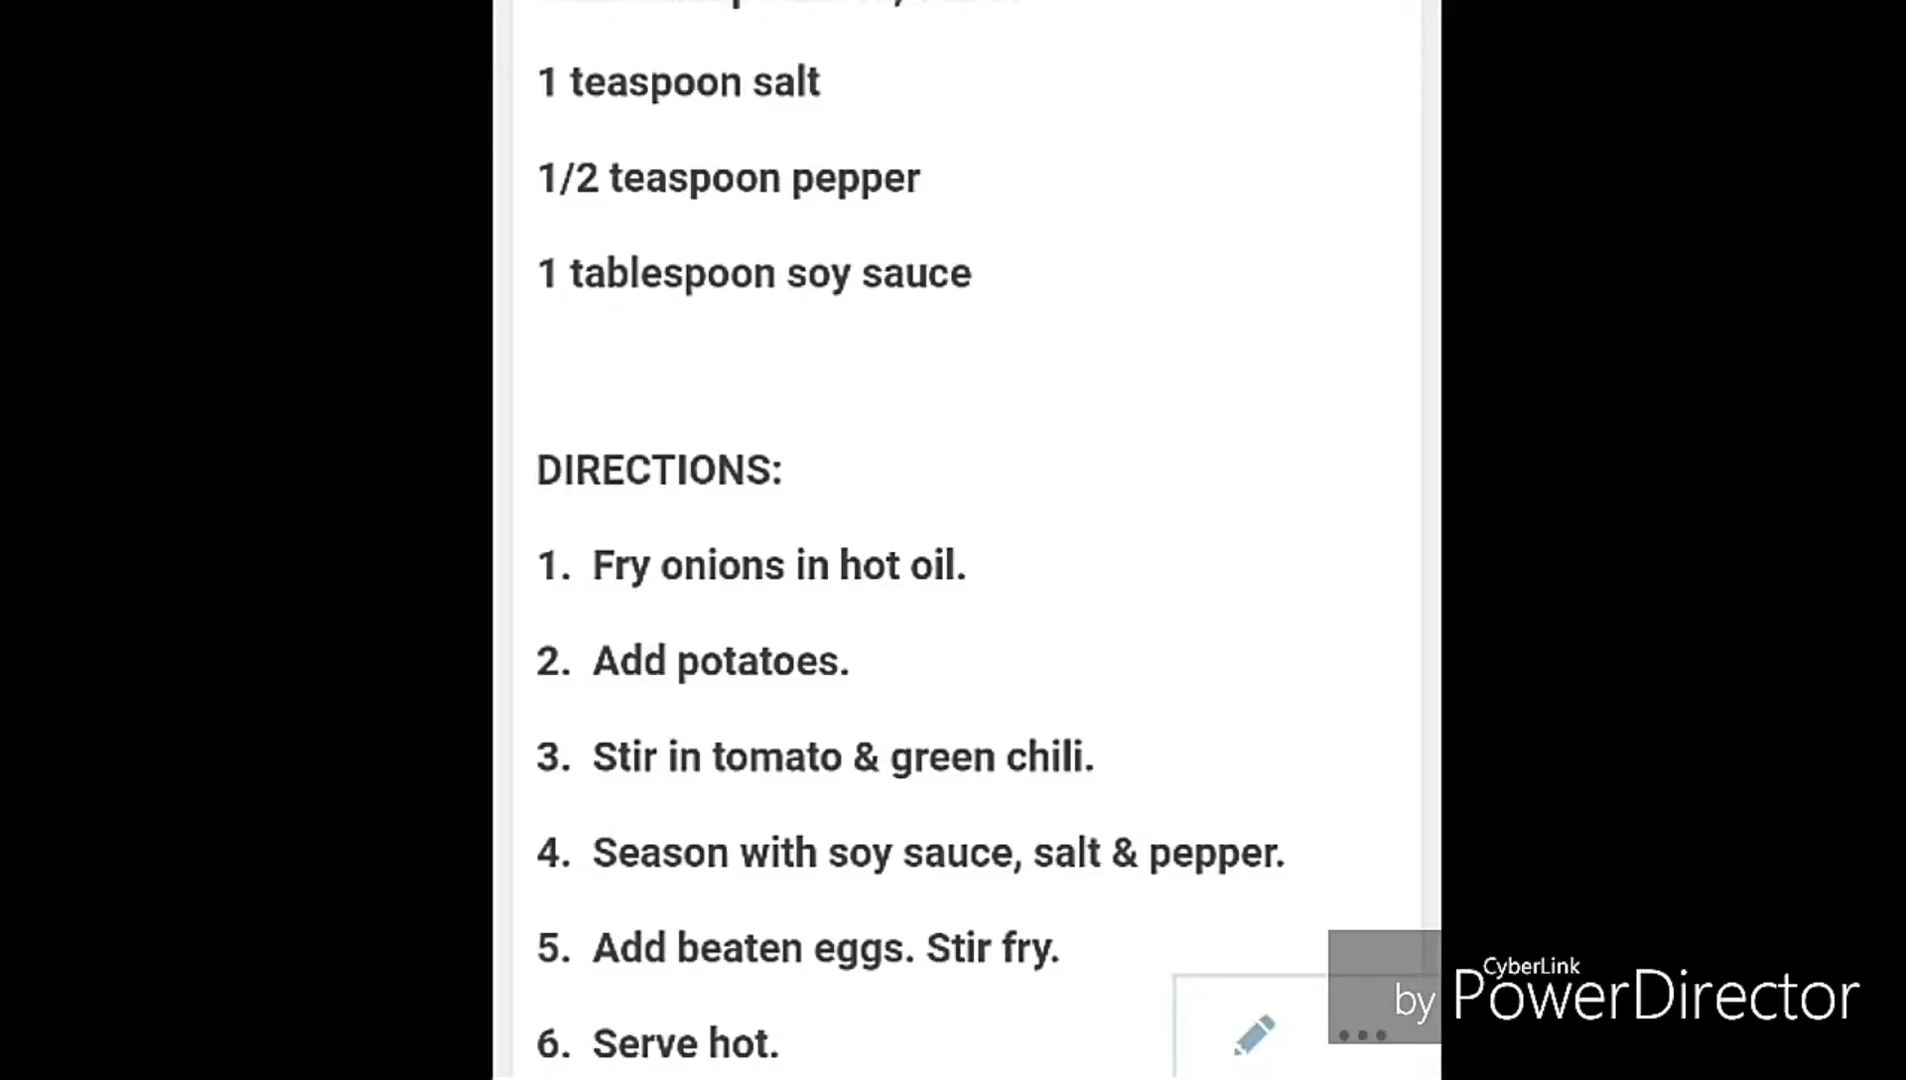 1 teaspoon salt
1/2 teaspoon pepper
1 tablespoon soy sauce
DIRECTIONS:
1. Fry onions in hot oil.
2. Add potatoes.
3. Stir in tomato & green chili.
4. Season with soy sauce, salt & pepper.
5. Add beaten eggs. Stir fry.
6. Serve hot.
CyberLink
by PowerDirector